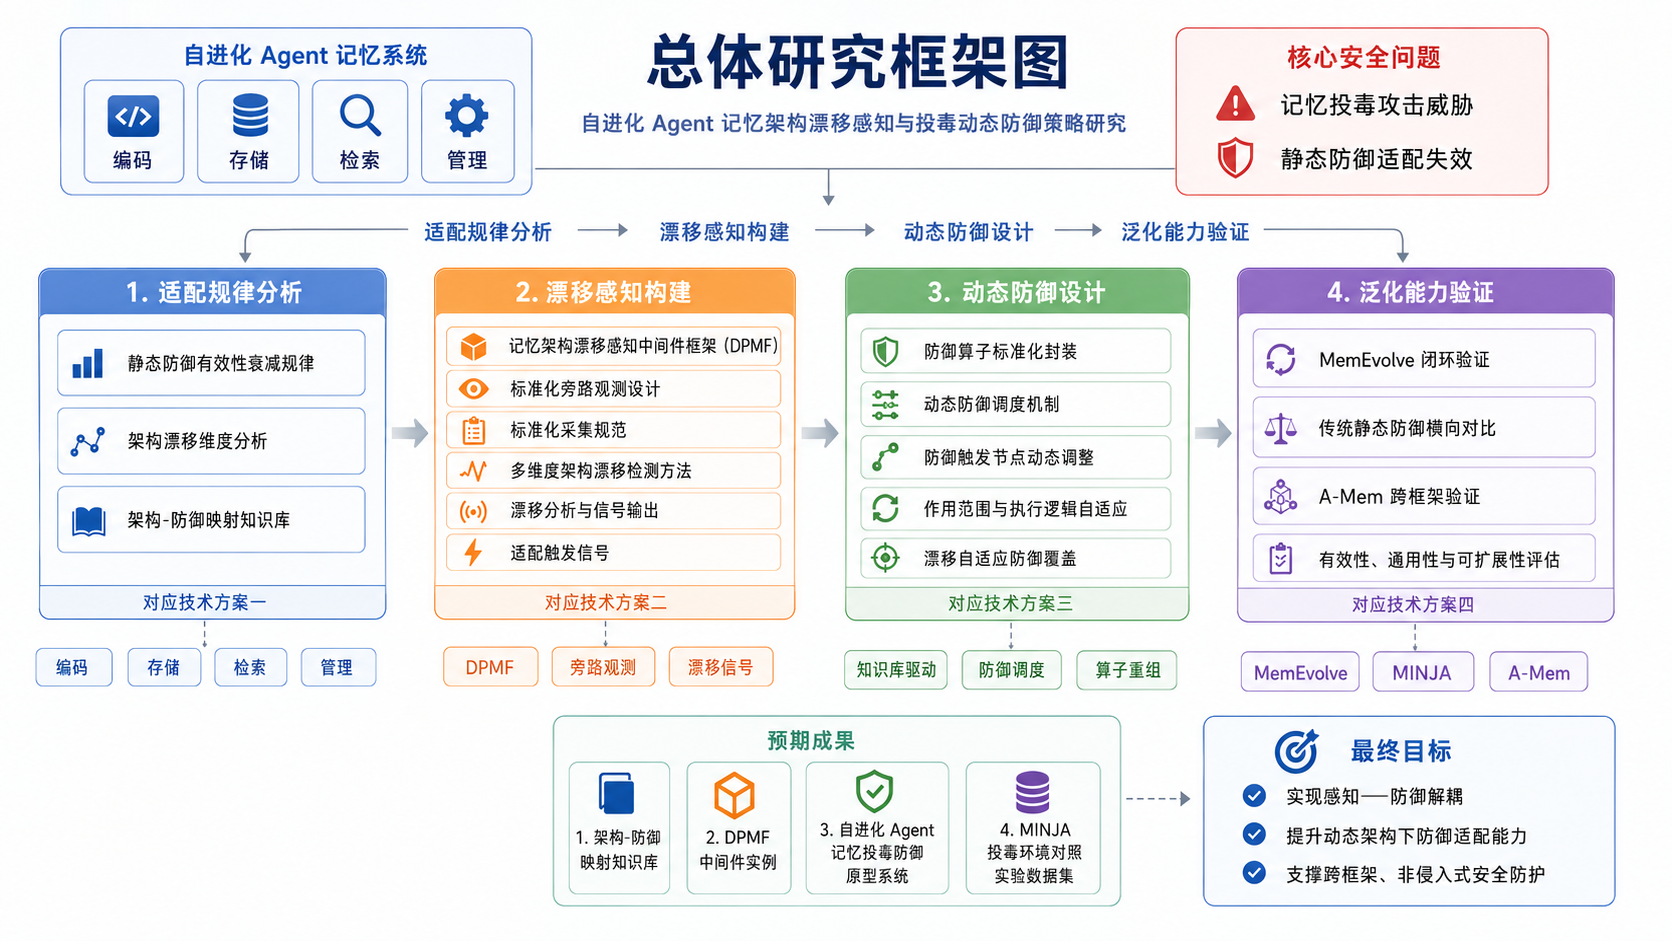 总体研究框架图
自进化 Agent 记忆架构漂移感知与投毒动态防御策略研究
自进化 Agent 记忆系统
编码
存储
检索
管理
核心安全问题
记忆投毒攻击威胁
静态防御适配失效
适配规律分析
漂移感知构建
动态防御设计
泛化能力验证
1. 适配规律分析
静态防御有效性衰减规律
架构漂移维度分析
架构-防御映射知识库
对应技术方案一
编码
存储
检索
管理
2. 漂移感知构建
记忆架构漂移感知中间件框架 (DPMF)
标准化旁路观测设计
标准化采集规范
多维度架构漂移检测方法
漂移分析与信号输出
适配触发信号
对应技术方案二
DPMF
旁路观测
漂移信号
3. 动态防御设计
防御算子标准化封装
动态防御调度机制
防御触发节点动态调整
作用范围与执行逻辑自适应
漂移自适应防御覆盖
对应技术方案三
知识库驱动
防御调度
算子重组
4. 泛化能力验证
MemEvolve 闭环验证
传统静态防御横向对比
A-Mem 跨框架验证
有效性、通用性与可扩展性评估
对应技术方案四
MemEvolve
MINJA
A-Mem
预期成果
1. 架构-防御
映射知识库
2. DPMF
中间件实例
3. 自进化 Agent
记忆投毒防御
原型系统
4. MINJA
投毒环境对照
实验数据集
最终目标
实现感知——防御解耦
提升动态架构下防御适配能力
支撑跨框架、非侵入式安全防护